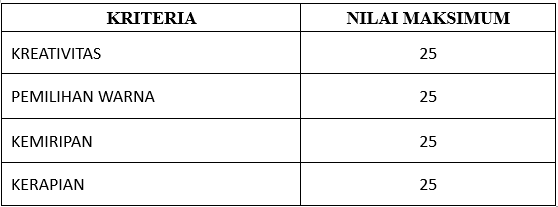 KRITERIA NILAI MAKSIMUM
KREATIVITAS 25
PEMILIHAN WARNA 25
KEMIRIPAN 25
KERAPIAN 25